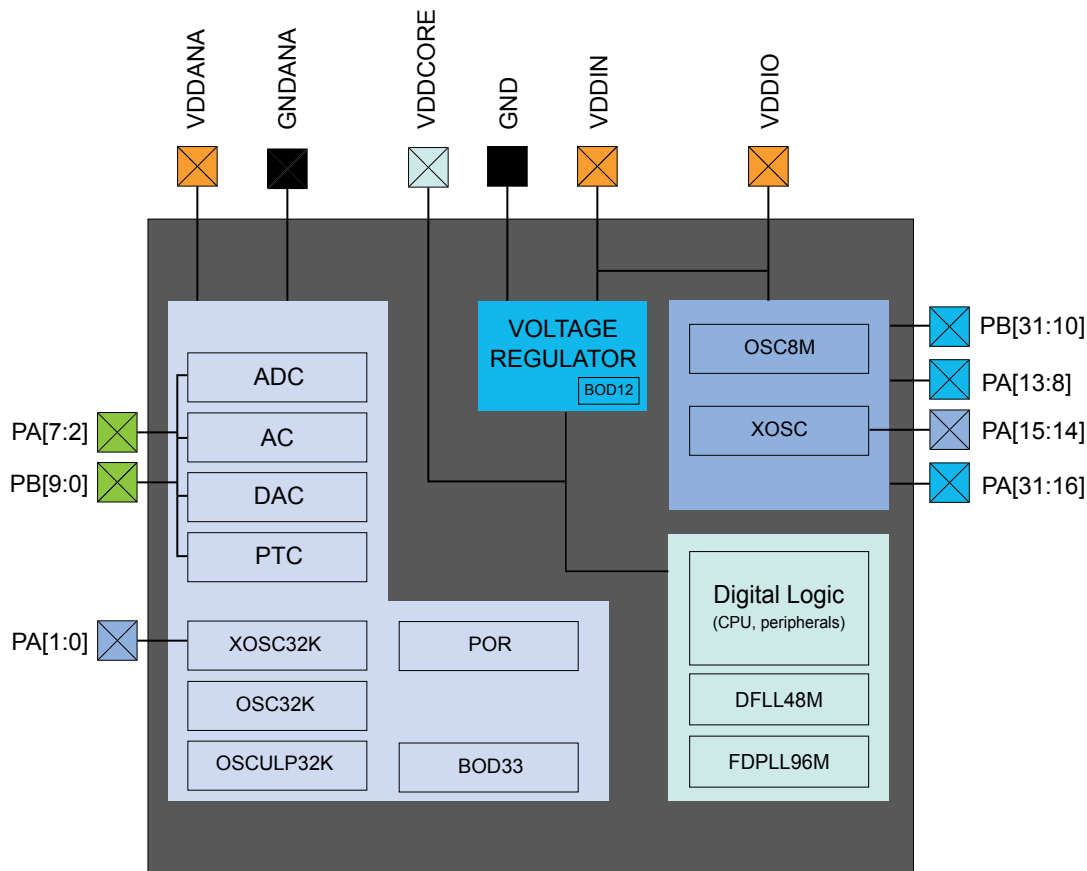 VDDANA
GNDANA
VDDCORE
GND
VDDIN
VDDIO
ADC
AC
DAC
PTC
PA[7:2]
PB[9:0]
XOSC32K
PA[1:0]
OSC32K
OSCULP32K
POR
BOD33
VOLTAGE
REGULATOR
BOD12
OSC8M
XOSC
PB[31:10]
PA[13:8]
PA[15:14]
PA[31:16]
Digital Logic
(CPU, peripherals)
DFLL48M
FDPLL96M